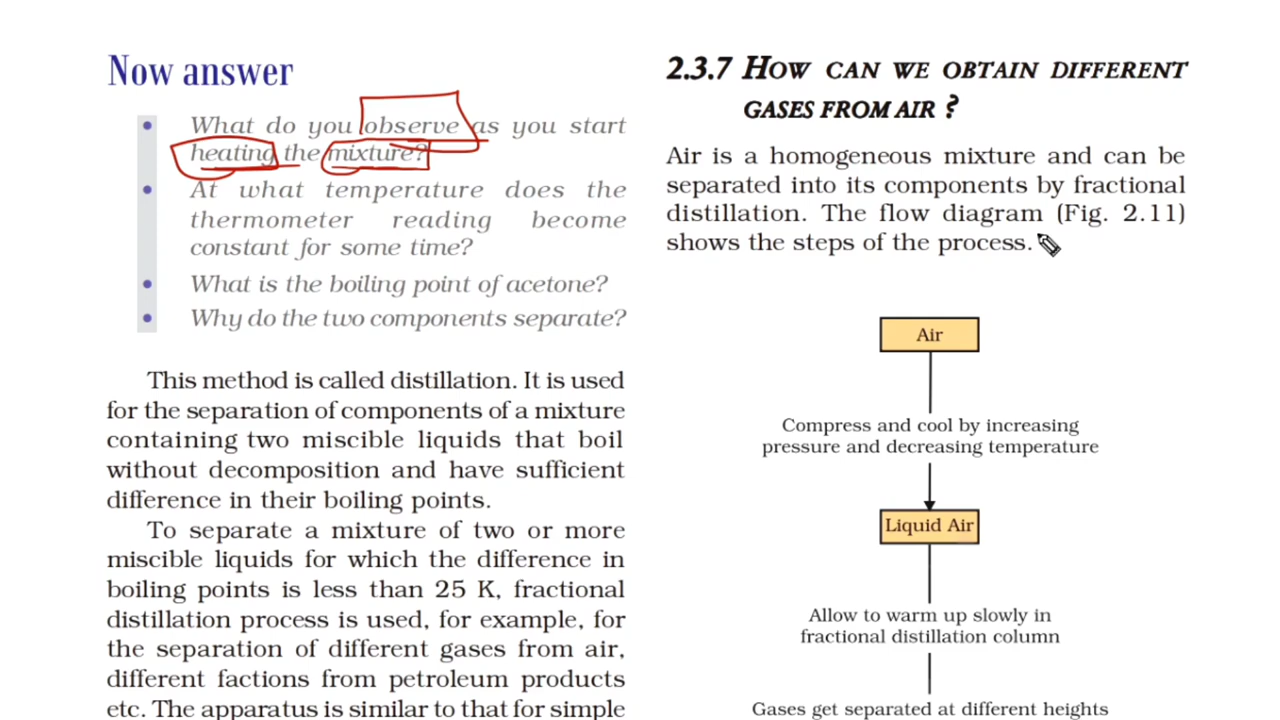 Now answer
• What do you observe as you start
heating the mixture?
• At what temperature does the
thermometer reading become
constant for some time?
• What is the boiling point of acetone?
• Why do the two components separate?
This method is called distillation. It is used
for the separation of components of a mixture
containing two miscible liquids that boil
without decomposition and have sufficient
difference in their boiling points.
To separate a mixture of two or more
miscible liquids for which the difference in
boiling points is less than 25 K, fractional
distillation process is used, for example, for
the separation of different gases from air,
different factions from petroleum products
etc. The apparatus is similar to that for simple
2.3.7 HOW CAN WE OBTAIN DIFFERENT
GASES FROM AIR ?
Air is a homogeneous mixture and can be
separated into its components by fractional
distillation. The flow diagram (Fig. 2.11)
shows the steps of the process.
Air
Compress and cool by increasing
pressure and decreasing temperature
Liquid Air
Allow to warm up slowly in
fractional distillation column
Gases get separated at different heights